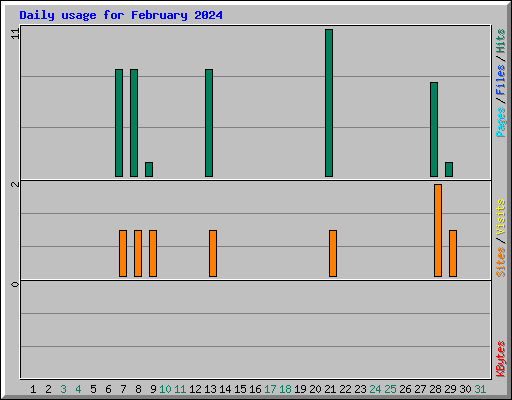 Daily usage for February 2024
11
2
0
Pages/Files/Hits
Sites/Visits
KBytes
1 2 3 4 5 6 7 8 9 10 11 12 13 14 15 16 17 18 19 20 21 22 23 24 25 26 27 28 29 30 31